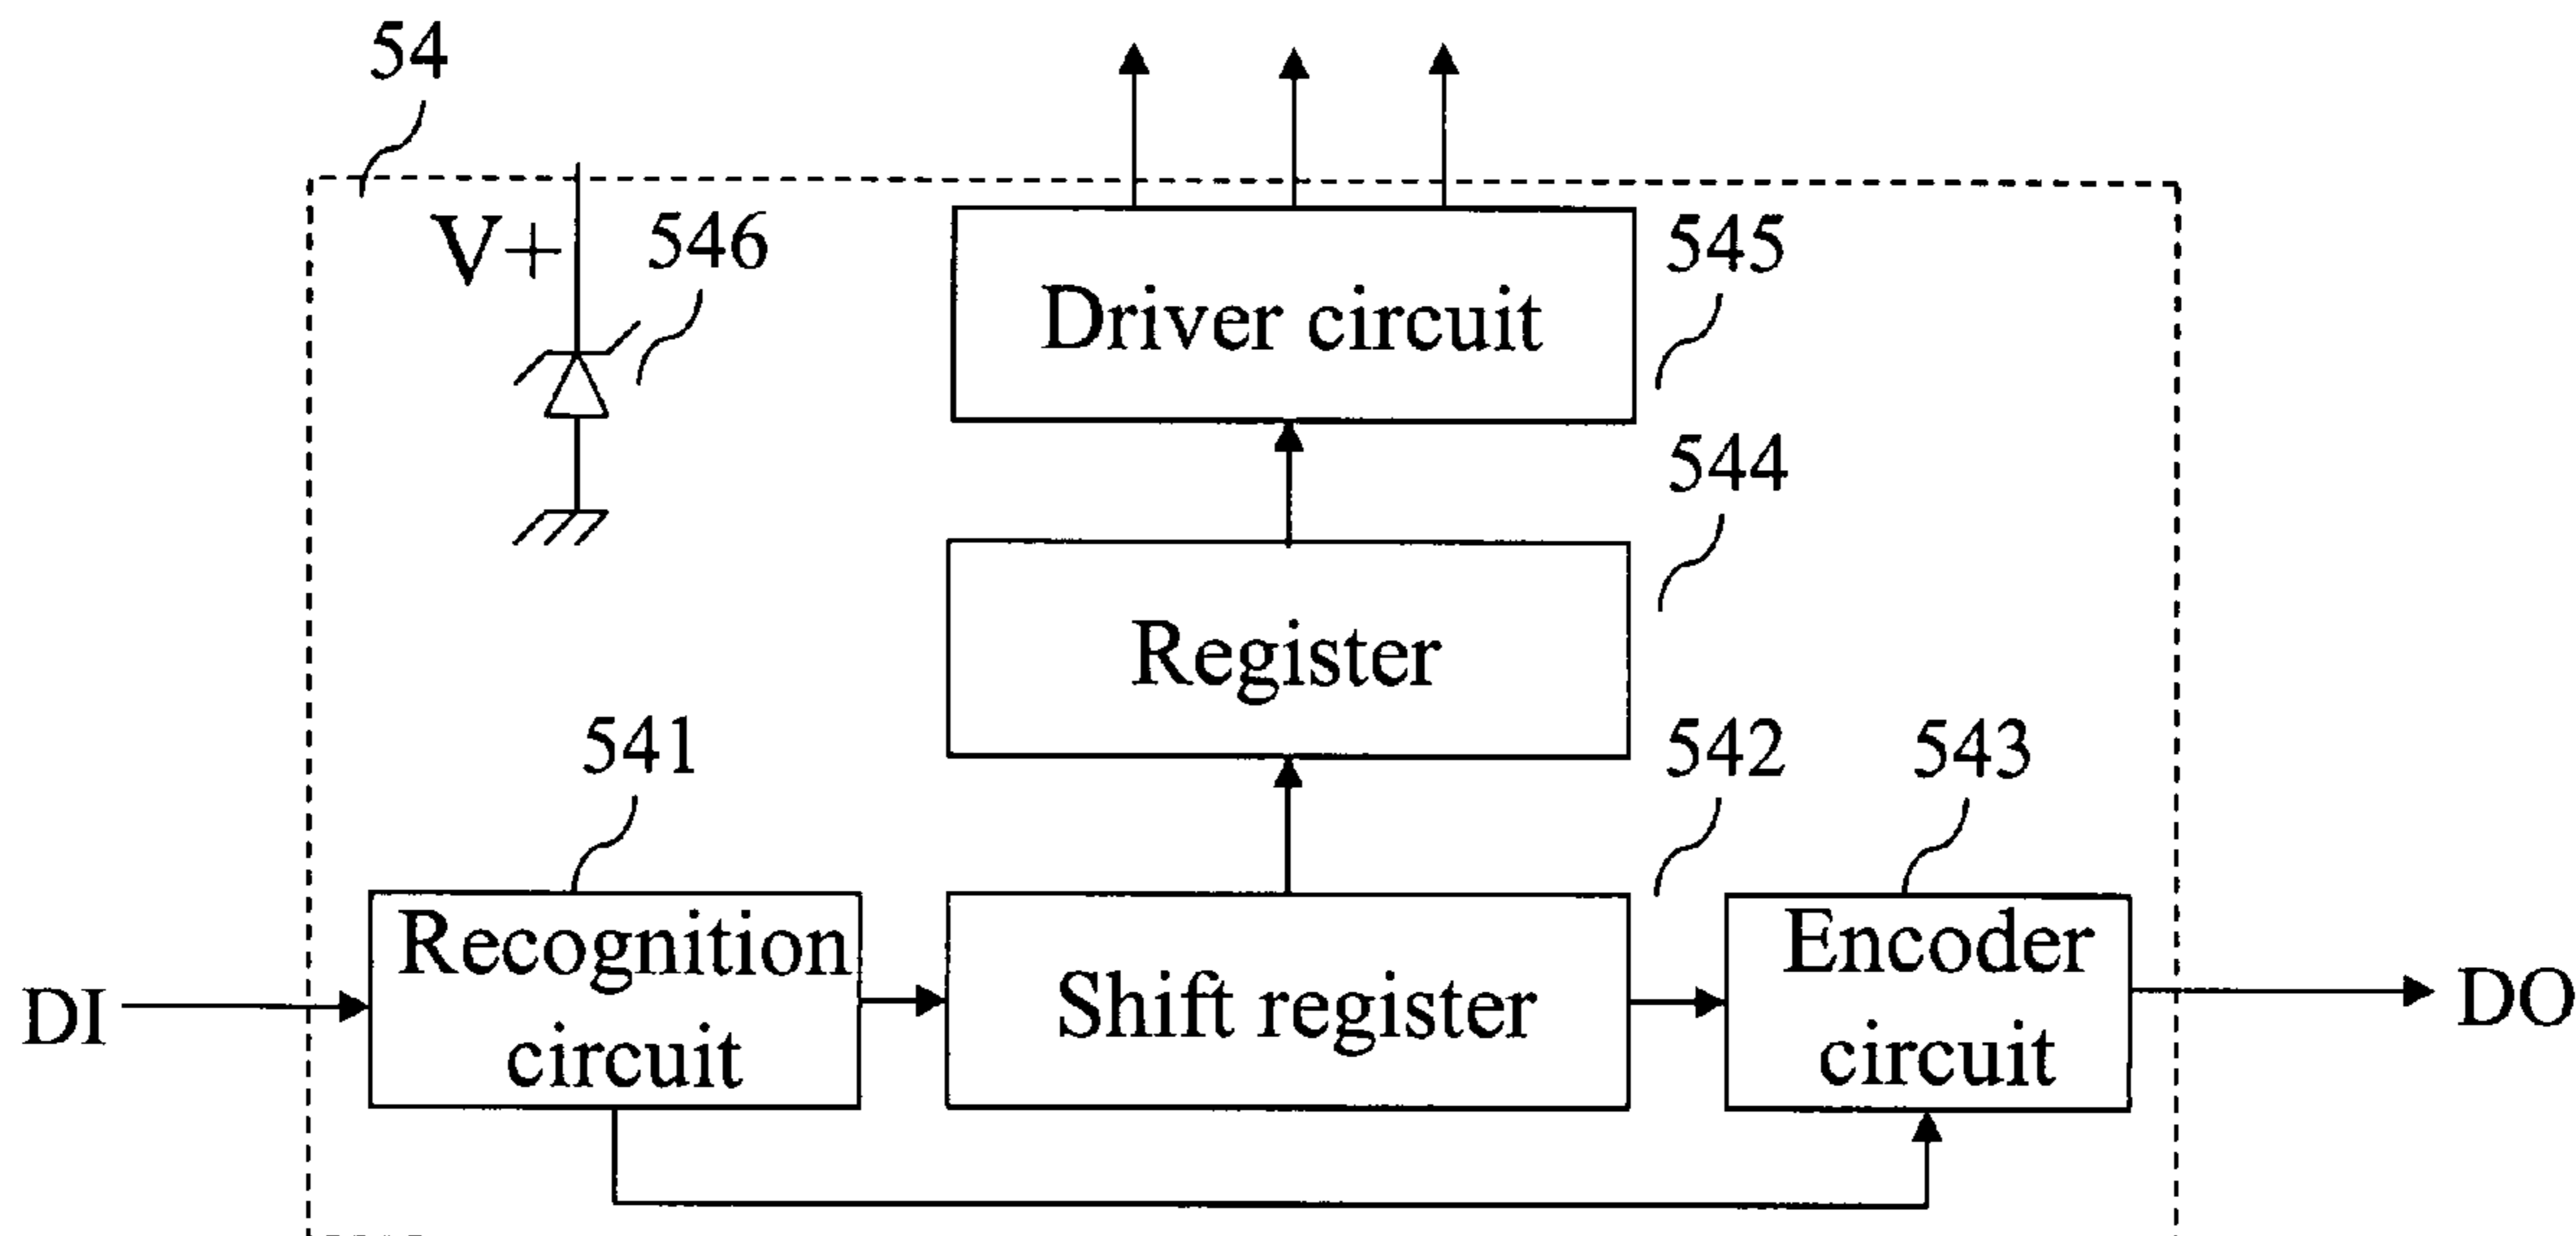 54
V+
546
Driver circuit
545
544
Register
541
542
543
Recognition
circuit
Shift register
Encoder
circuit
DI
DO